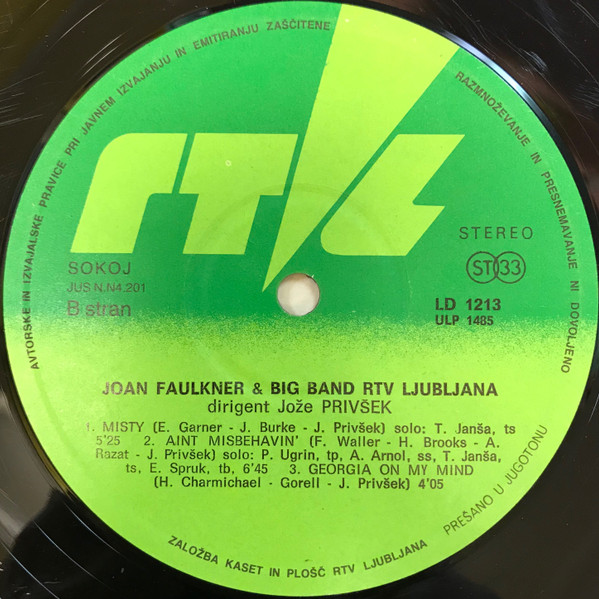 AVTORSKE IN IZVAJALSKE PRAVICE PRI JAVNEM IZVAJANJU IN EMITIRANJU ZAŠČITENE
RAZMNOŽEVANJE IN PRESNEMAVANJE NI DOVOLJENO
rtl
SOKOJ
JUS N.N4.201
B stran
STEREO
ST 33
LD 1213
ULP 1485
JOAN FAULKNER & BIG BAND RTV LJUBLJANA
dirigent Jože PRIVŠEK
1. MISTY (E. Garner - J. Burke - J. Privšek) solo: T. Janša, ts
5'25 2. AINT MISBEHAVIN' (F. Waller - H. Brooks - A.
Razat - J. Privšek) solo: P. Ugrin, tp, A. Arnol, ss, T. Janša,
ts, E. Spruk, tb, 6'45 3. GEORGIA ON MY MIND
(H. Charmichael - Gorell - J. Privšek) 4'05
ZALOŽBA KASET IN PLOŠČ RTV LJUBLJANA
PREŠANO U JUGOTONU